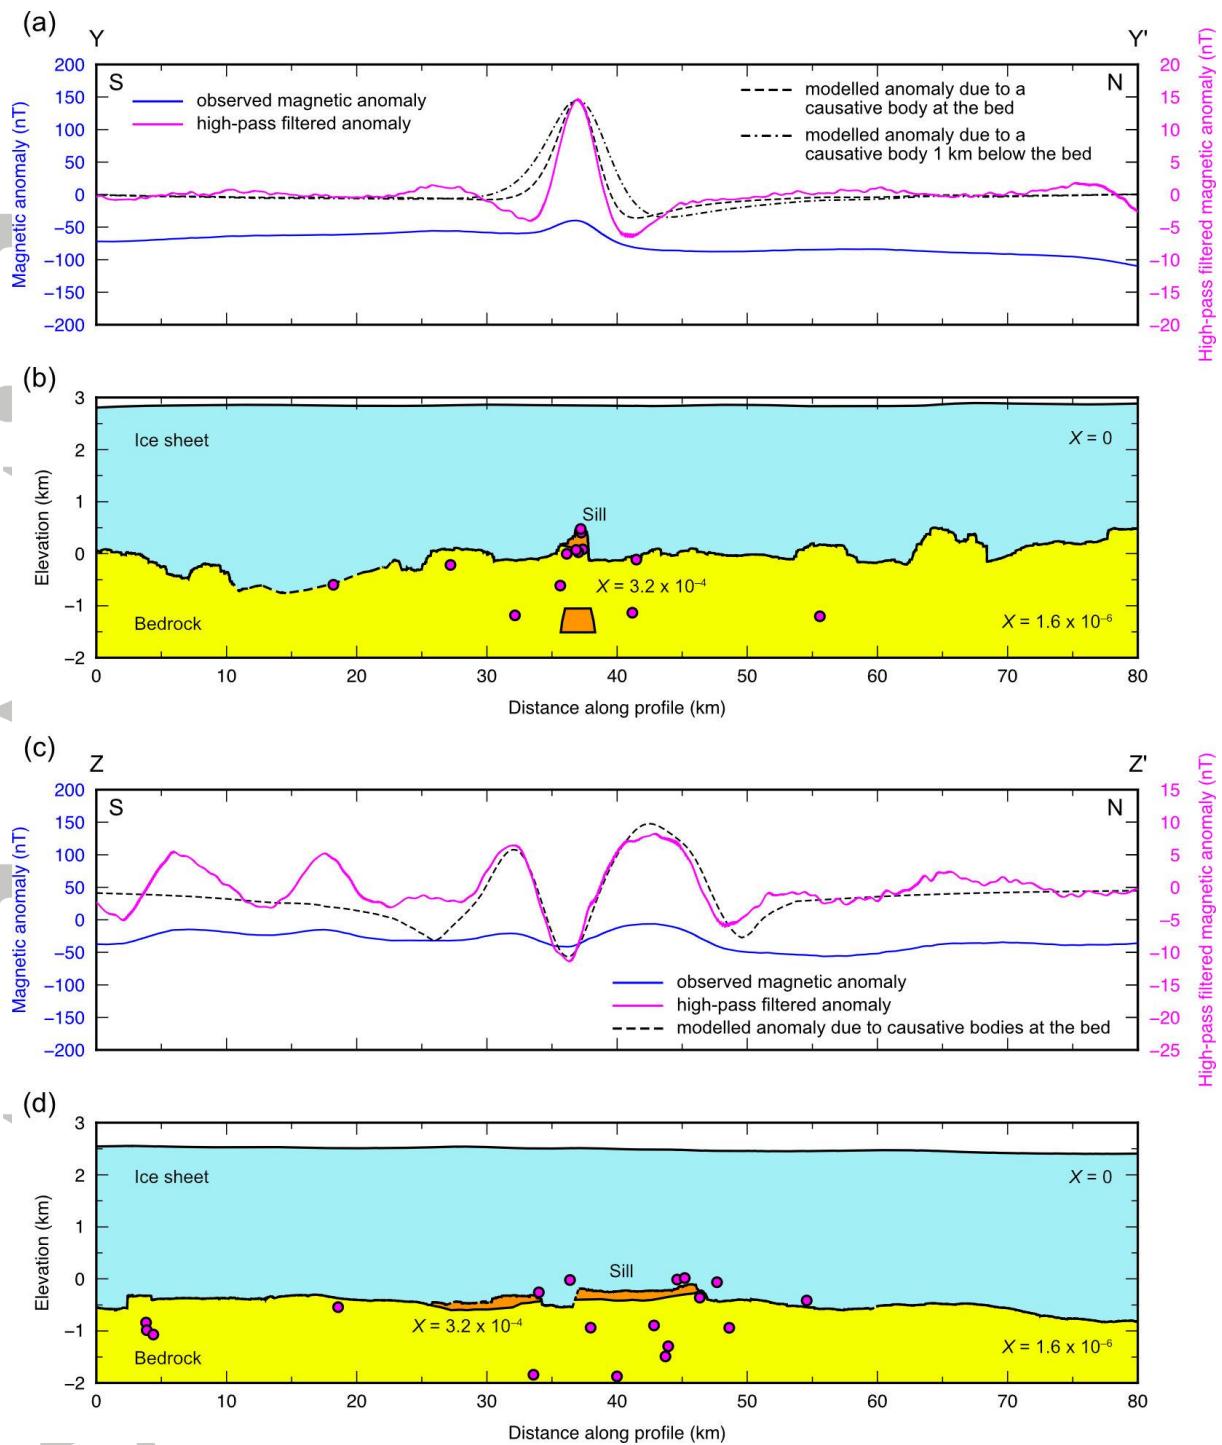 (a)
Y
Y'
S
N
observed magnetic anomaly
high-pass filtered anomaly
modelled anomaly due to a
causative body at the bed
modelled anomaly due to a
causative body 1 km below the bed
200
150
100
50
0
−50
−100
−150
−200
Magnetic anomaly (nT)
20
15
10
5
0
−5
−10
−15
−20
High-pass filtered magnetic anomaly (nT)
(b)
3
2
1
0
−1
−2
Elevation (km)
Ice sheet
X = 0
Sill
X = 3.2 x 10⁻⁴
Bedrock
X = 1.6 x 10⁻⁶
0 10 20 30 40 50 60 70 80
Distance along profile (km)
(c)
Z
Z'
S
N
200
150
100
50
0
−50
−100
−150
−200
Magnetic anomaly (nT)
15
10
5
0
−5
−10
−15
−20
−25
High-pass filtered magnetic anomaly (nT)
observed magnetic anomaly
high-pass filtered anomaly
modelled anomaly due to causative bodies at the bed
(d)
3
2
1
0
−1
−2
Elevation (km)
Ice sheet
X = 0
Sill
X = 3.2 x 10⁻⁴
Bedrock
X = 1.6 x 10⁻⁶
0 10 20 30 40 50 60 70 80
Distance along profile (km)